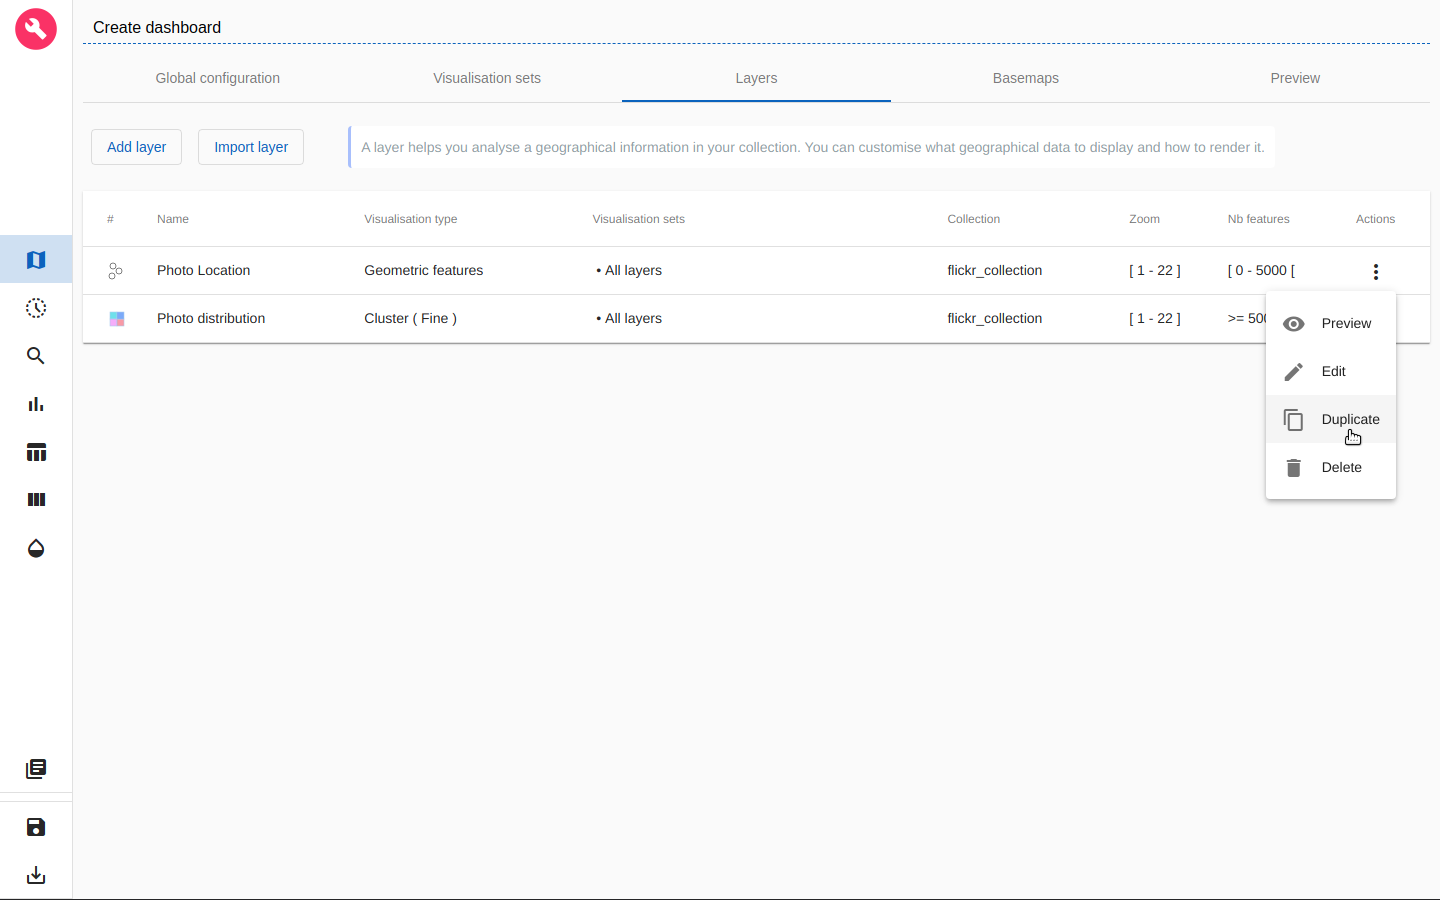 Create dashboard
Global configuration Visualisation sets Layers Basemaps Preview
Add layer Import layer A layer helps you analyse a geographical information in your collection. You can customise what geographical data to display and how to render it.
# Name Visualisation type Visualisation sets Collection Zoom Nb features Actions
Photo Location Geometric features • All layers flickr_collection [ 1 - 22 ] [ 0 - 5000 [
Photo distribution Cluster ( Fine ) • All layers flickr_collection [ 1 - 22 ] >=
Preview
Edit
Duplicate
Delete